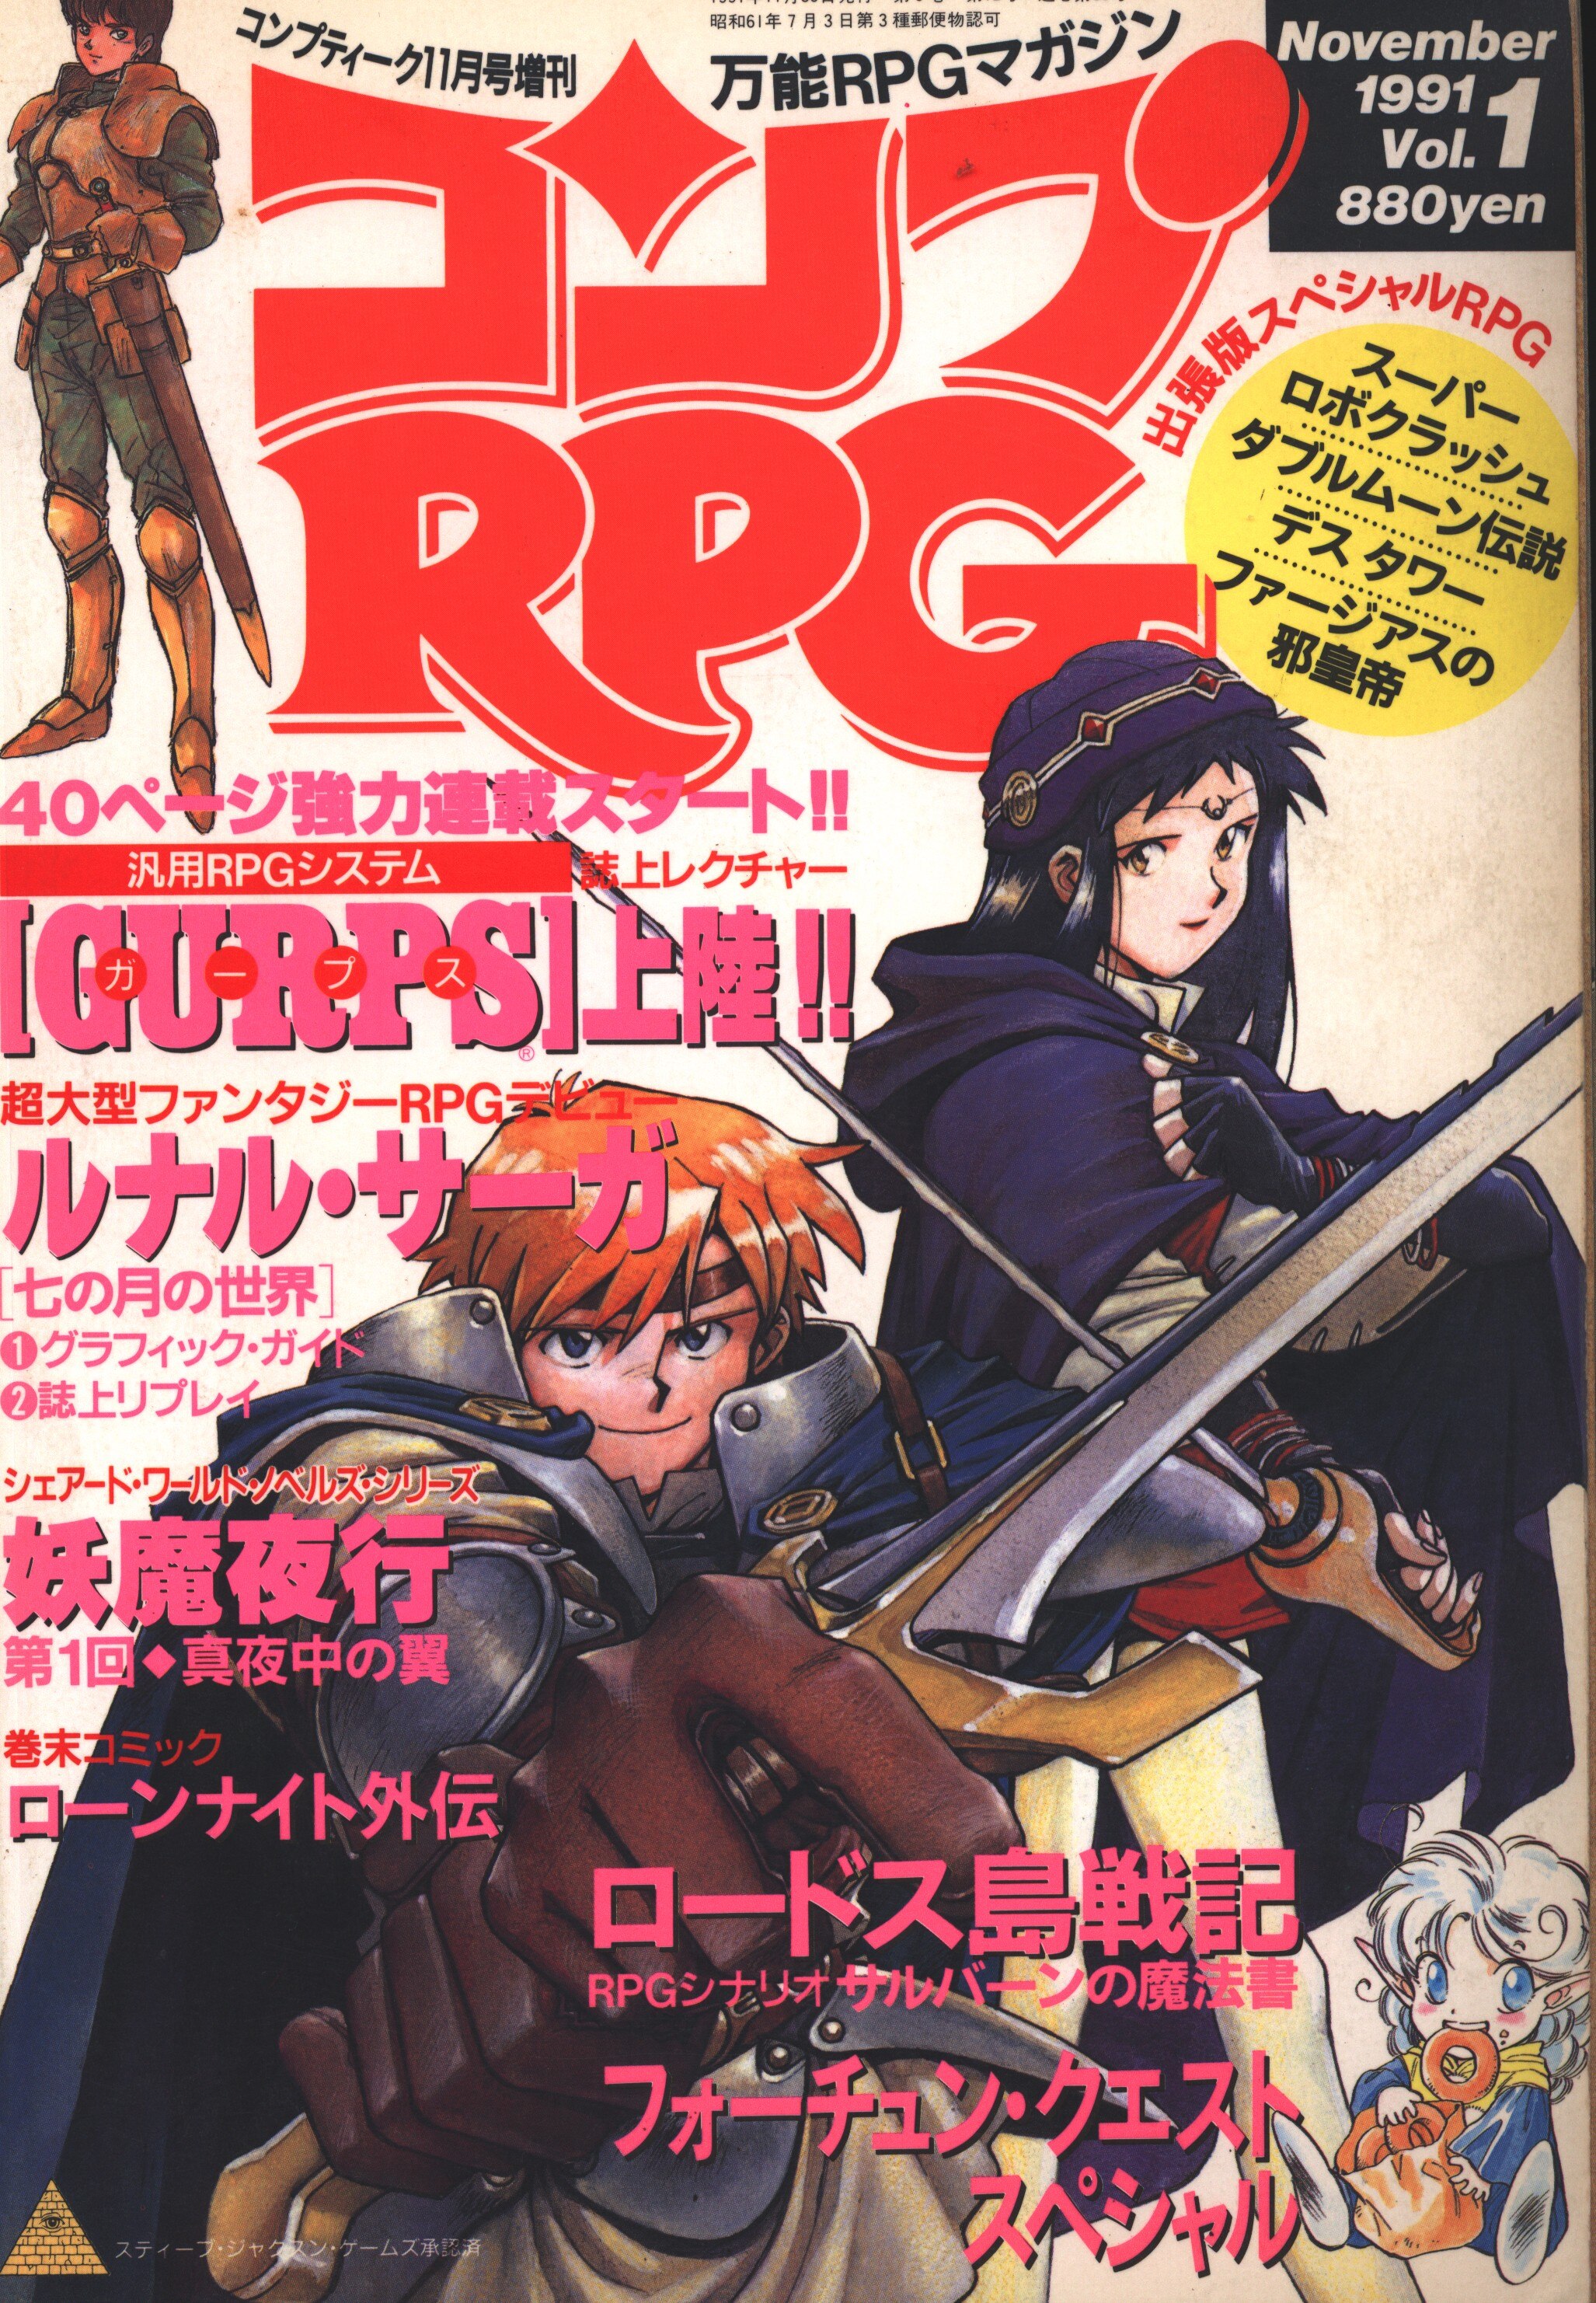 昭和61年7月3日第3種郵便物認可
コンプティーク11月号増刊
万能RPGマガジン
コンプ
RPG
November
1991
Vol.1
880yen
出張版スペシャルRPG
スーパー
ロボクラッシュ
ダブルムーン伝説
デスタワー
ファージアスの
邪皇帝
40ページ強力連載スタート!!
汎用RPGシステム 誌上レクチャー
[GURPS]上陸!!
ガープス
®
超大型ファンタジーRPGデビュー
ルナル・サーガ
[七の月の世界]
❶グラフィック・ガイド
❷誌上リプレイ
シェアード・ワールド・ノベルズ・シリーズ
妖魔夜行
第1回◆真夜中の翼
巻末コミック
ローンナイト外伝
ロードス島戦記
RPGシナリオ サルバーンの魔法書
フォーチュン・クエスト
スペシャル
スティーブ・ジャクスン・ゲームズ承認済